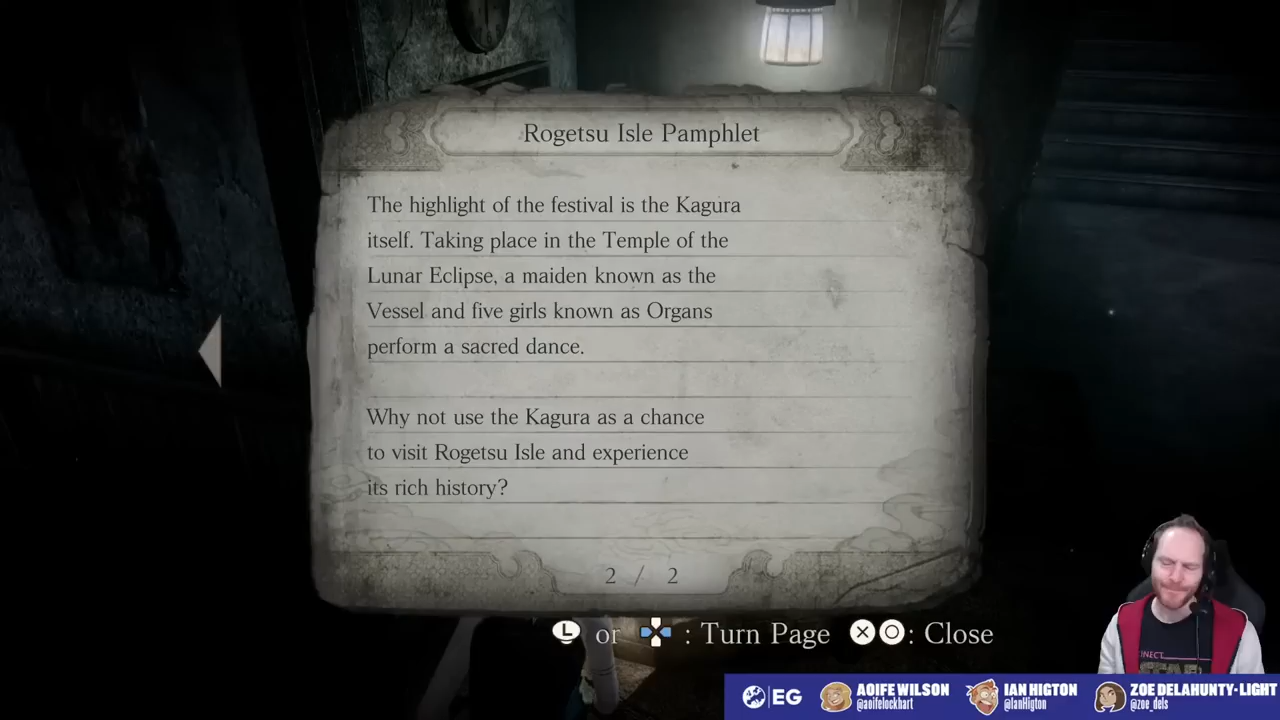 Rogetsu Isle Pamphlet
The highlight of the festival is the Kagura
itself. Taking place in the Temple of the
Lunar Eclipse, a maiden known as the
Vessel and five girls known as Organs
perform a sacred dance.
Why not use the Kagura as a chance
to visit Rogetsu Isle and experience
its rich history?
2 / 2
L or : Turn Page : Close
INECT
STAR
EG
AOIFE WILSON
@aoifelockhart
IAN HIGTON
@IanHigton
ZOE DELAHUNTY-LIGHT
@zoe_dels